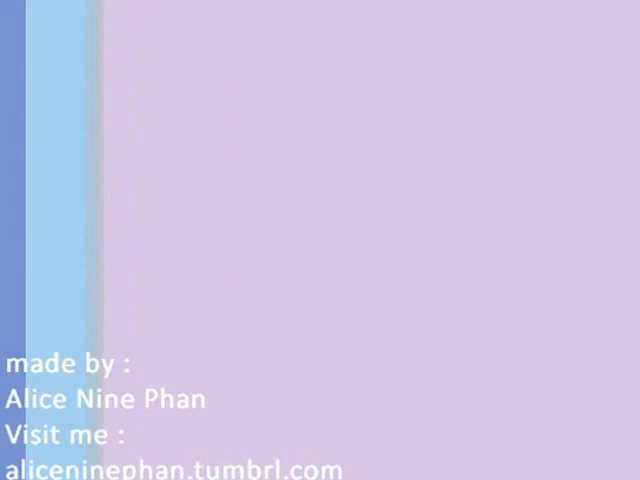 made by :
Alice Nine Phan
Visit me :
aliceninephan.tumbrl.com